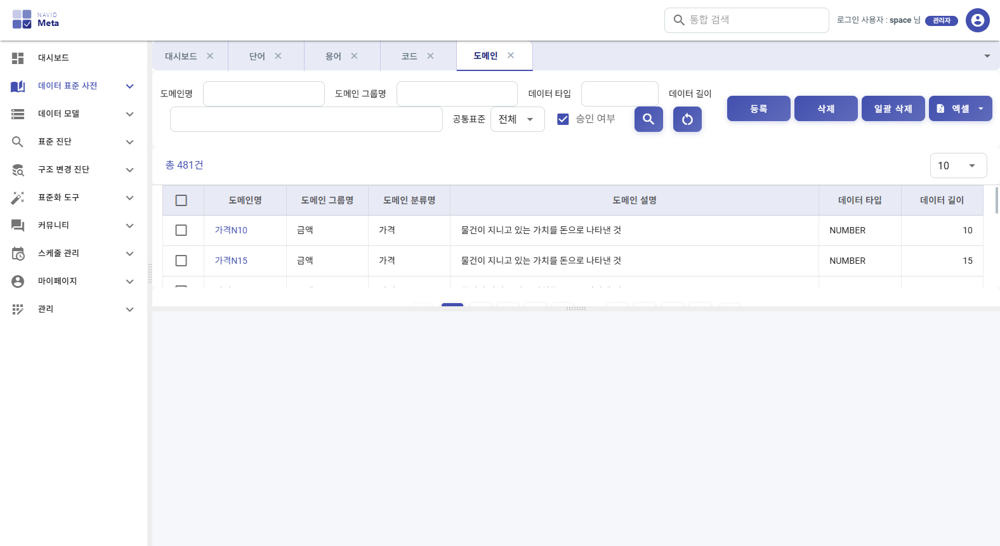 NAVID
Meta
통합 검색
로그인 사용자 : space 님 관리자
대시보드
데이터 표준 사전
데이터 모델
표준 진단
구조 변경 진단
표준화 도구
커뮤니티
스케줄 관리
마이페이지
관리
대시보드 단어 용어 코드 도메인
도메인명 도메인 그룹명 데이터 타입 데이터 길이
공통표준 전체 승인 여부
등록 삭제 일괄 삭제 엑셀
총 481건
10
도메인명 도메인 그룹명 도메인 분류명 도메인 설명 데이터 타입 데이터 길이
가격N10 금액 가격 물건이 지니고 있는 가치를 돈으로 나타낸 것 NUMBER 10
가격N15 금액 가격 물건이 지니고 있는 가치를 돈으로 나타낸 것 NUMBER 15